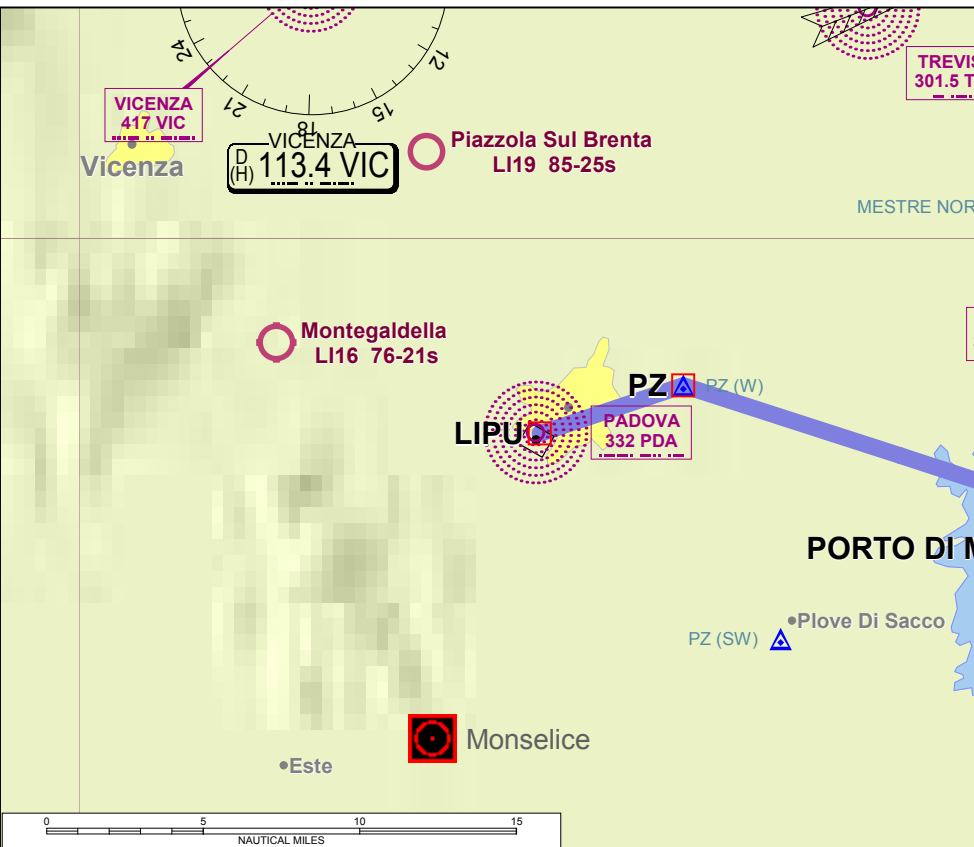 24
21
18
15
12
VICENZA
417 VIC
VICENZA
D
(H)
113.4 VIC
Vicenza
Piazzola Sul Brenta
LI19 85-25s
301.5 T
MESTRE NOR
Montegaldella
LI16 76-21s
PZ
PZ (W)
LIPU
PADOVA
332 PDA
PORTO DI M
Plove Di Sacco
PZ (SW)
Monselice
Este
0 5 10 15
NAUTICAL MILES